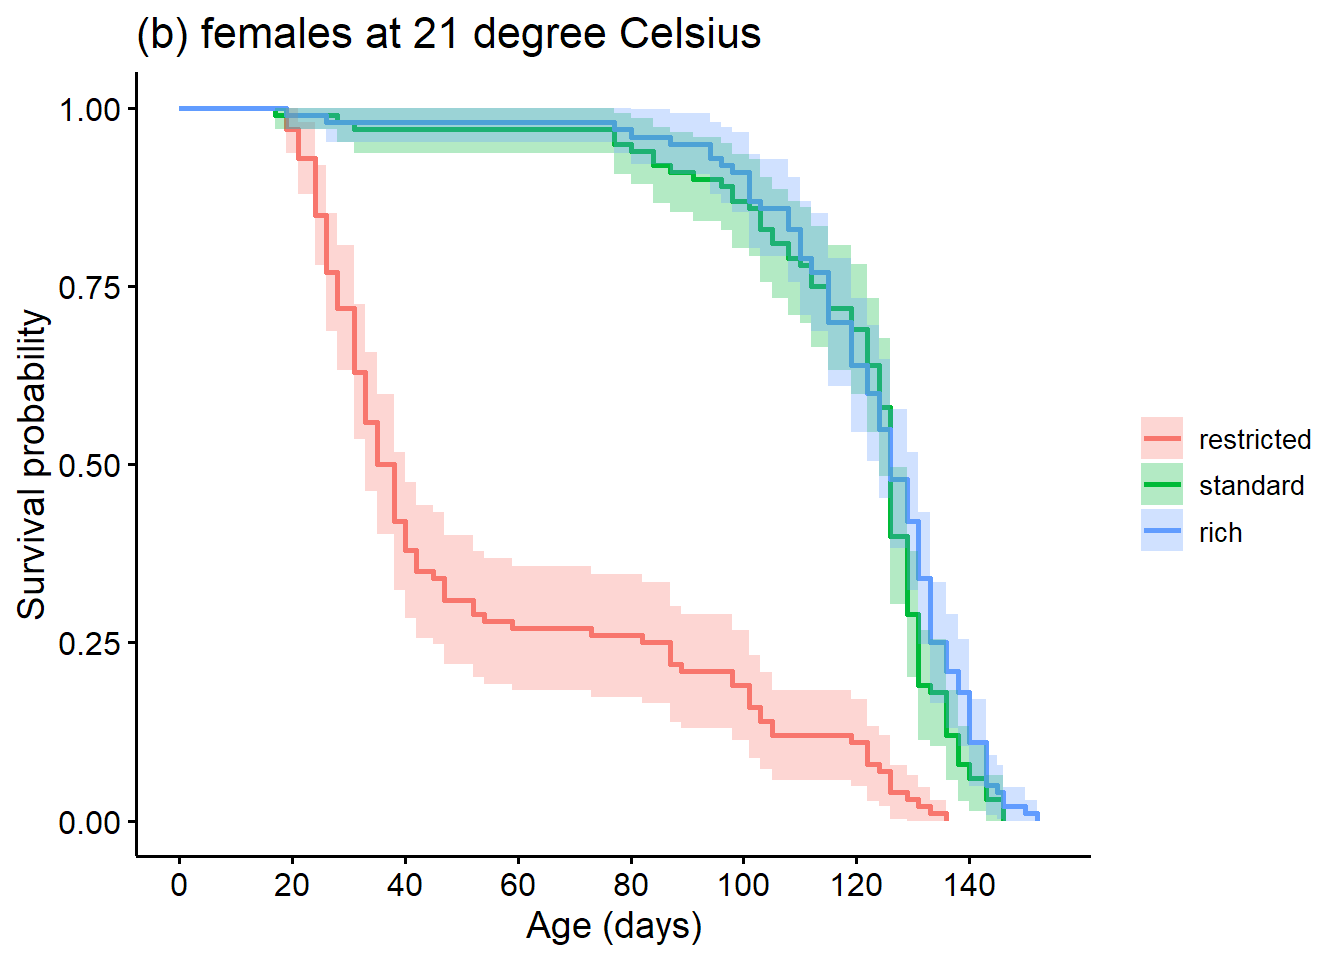 (b) females at 21 degree Celsius
1.00
0.75
0.50
0.25
0.00
Survival probability
0 20 40 60 80 100 120 140
Age (days)
restricted
standard
rich